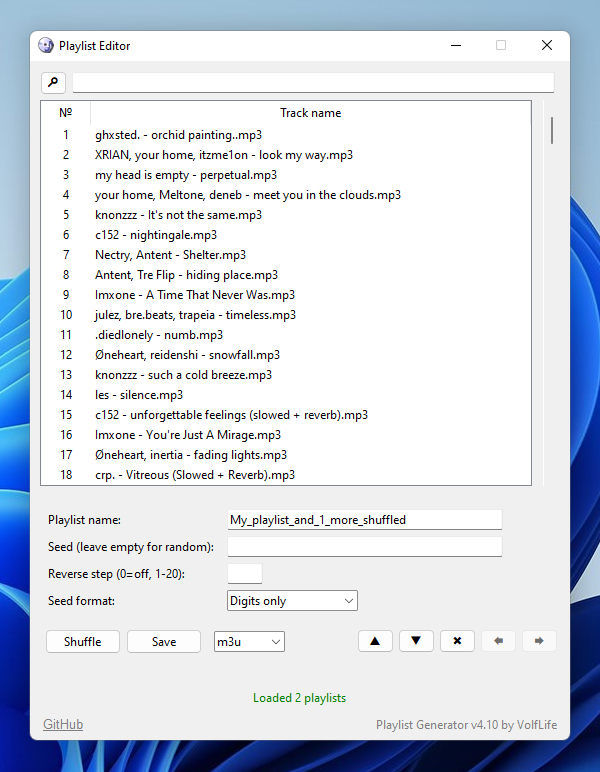 Playlist Editor
№ Track name
1 ghxsted. - orchid painting..mp3
2 XRIAN, your home, itzme1on - look my way.mp3
3 my head is empty - perpetual.mp3
4 your home, Meltone, deneb - meet you in the clouds.mp3
5 knonzzz - It's not the same.mp3
6 c152 - nightingale.mp3
7 Nectry, Antent - Shelter.mp3
8 Antent, Tre Flip - hiding place.mp3
9 Imxone - A Time That Never Was.mp3
10 julez, bre.beats, trapeia - timeless.mp3
11 .diedlonely - numb.mp3
12 Øneheart, reidenshi - snowfall.mp3
13 knonzzz - such a cold breeze.mp3
14 les - silence.mp3
15 c152 - unforgettable feelings (slowed + reverb).mp3
16 Imxone - You're Just A Mirage.mp3
17 Øneheart, inertia - fading lights.mp3
18 crp. - Vitreous (Slowed + Reverb).mp3
Playlist name: My_playlist_and_1_more_shuffled
Seed (leave empty for random):
Reverse step (0=off, 1-20):
Seed format: Digits only
Shuffle Save m3u
Loaded 2 playlists
GitHub Playlist Generator v4.10 by VolfLife